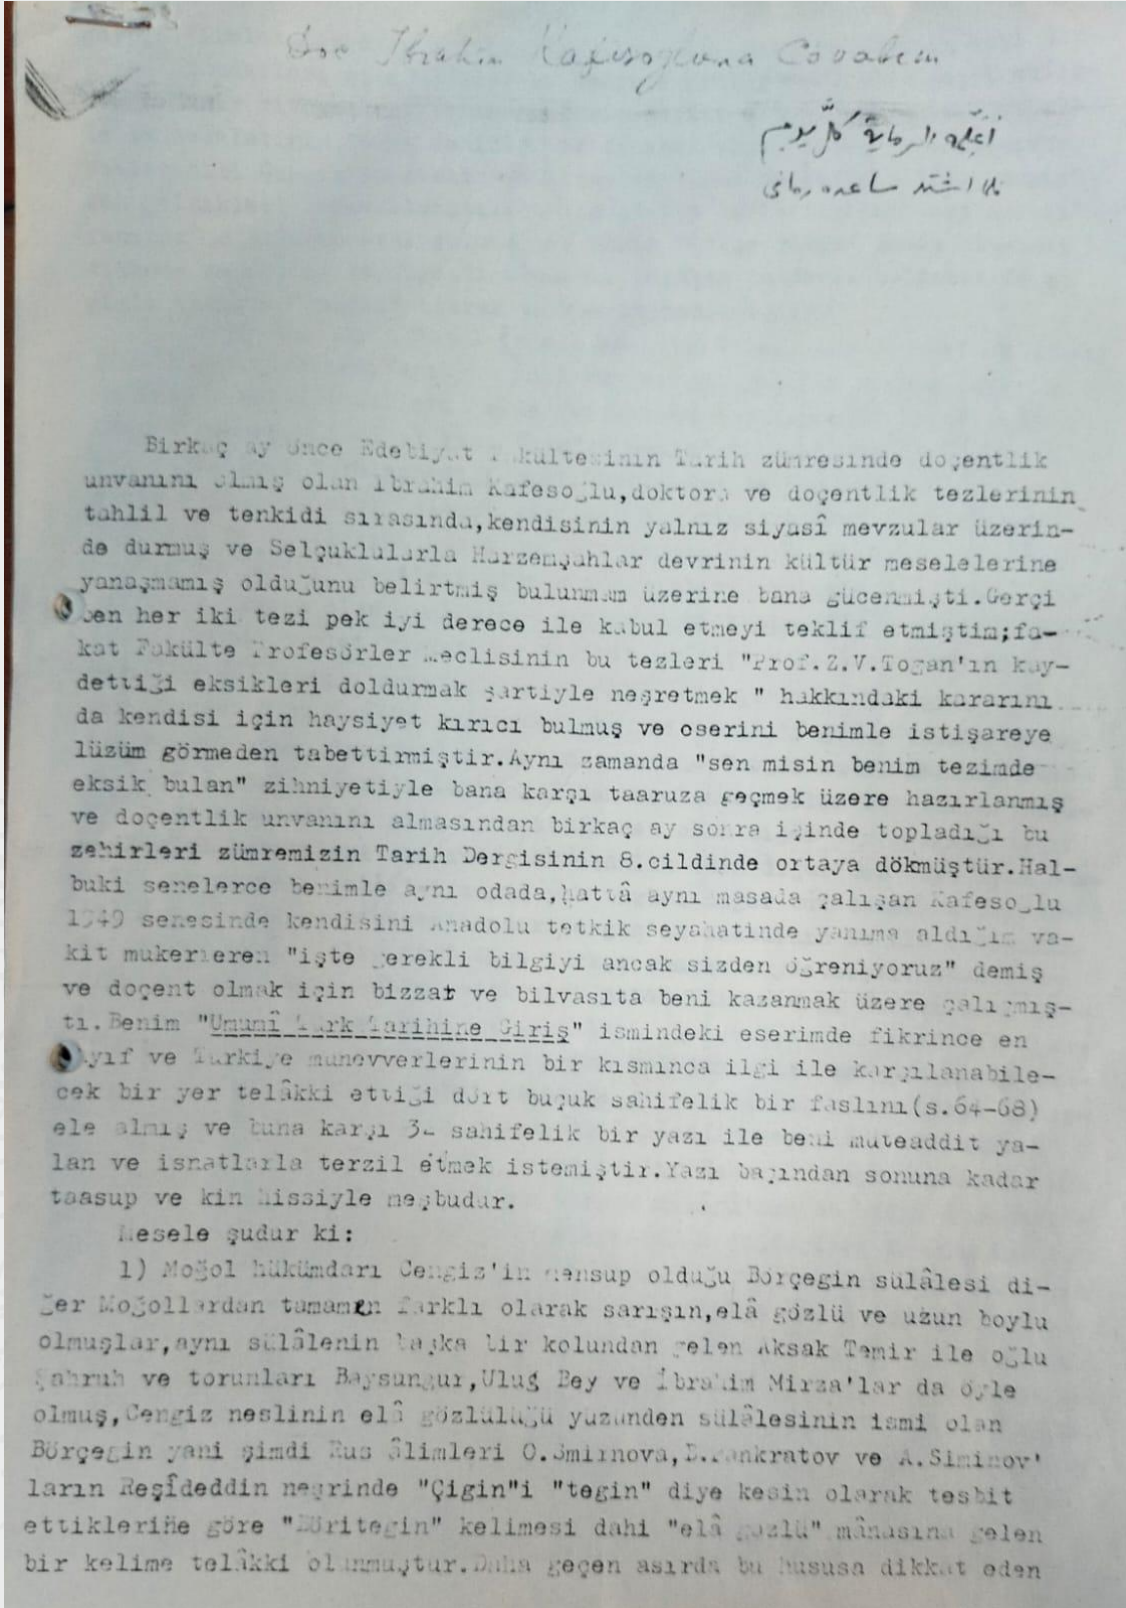 Doç İbrahim Kafesoğluna Cevabım
أعلمه الرماية كل يوم
فلما اشتد ساعده رمانى
Birkaç ay önce Edebiyat Fakültesinin Tarih zümresinde doçentlik
unvanını almış olan İbrahim Kafesoğlu,doktora ve doçentlik tezlerinin
tahlil ve tenkidi sırasında,kendisinin yalnız siyasî mevzular üzerin-
de durmuş ve Selçuklularla Harzemşahlar devrinin kültür meselelerine
yanaşmamış olduğunu belirtmiş bulunmam üzerine bana gücenmişti.Gerçi
ben her iki tezi pek iyi derece ile kabul etmeyi teklif etmiştim;fa-
kat Fakülte Profesörler Meclisinin bu tezleri "Prof.Z.V.Togan'ın kay-
dettiği eksikleri doldurmak şartiyle neşretmek " hakkındaki kararını
da kendisi için haysiyet kırıcı bulmuş ve eserini benimle istişareye
lüzüm görmeden tabettirmiştir.Aynı zamanda "sen misin benim tezimde
eksik bulan" zihniyetiyle bana karşı taaruza geçmek üzere hazırlanmış
ve doçentlik unvanını almasından birkaç ay sonra içinde topladığı bu
zehirleri zümremizin Tarih Dergisinin 8.cildinde ortaya dökmüştür.Hal-
buki senelerce benimle aynı odada,hattâ aynı masada çalışan Kafesoğlu
1949 senesinde kendisini Anadolu tetkik seyahatinde yanıma aldığım va-
kit mukerreren "işte gerekli bilgiyi ancak sizden öğreniyoruz" demiş
ve doçent olmak için bizzat ve bilvasıta beni kazanmak üzere çalışmış-
tı.Benim "Umumî Türk Tarihine Giriş" ismindeki eserimde fikrince en
zayıf ve Türkiye münevverlerinin bir kısmınca ilgi ile karşılanabile-
cek bir yer telâkki ettiği dört buçuk sahifelik bir faslını(s.64-68)
ele almış ve buna karşı sahifelik bir yazı ile beni müteaddit ya-
lan ve isnatlarla terzil etmek istemiştir.Yazı başından sonuna kadar
taasup ve kin hissiyle meşbudur.
Mesele şudur ki:
1) Moğol hükümdarı Cengiz'in mensup olduğu Börçegin sülâlesi di-
ğer Moğollardan tamamen farklı olarak sarışın,elâ gözlü ve uzun boylu
olmuşlar,aynı sülâlenin başka bir kolundan gelen Aksak Temir ile oğlu
Şahruh ve torunları Baysungur,Ulug Bey ve İbrahim Mirza'lar da öyle
olmuş,Cengiz neslinin elâ gözlülüğü yüzünden sülâlesinin ismi olan
Börçegin yani şimdi Rus âlimleri O.Smirnova,B.Pankratov ve A.Siminov'
ların Reşîdeddin neşrinde "Çigin"i "tegin" diye kesin olarak tesbit
ettiklerine göre "Böritegin" kelimesi dahi "elâ gözlü" mânasına gelen
bir kelime telâkki olunmuştur.Daha geçen asırda bu hususa dikkat eden